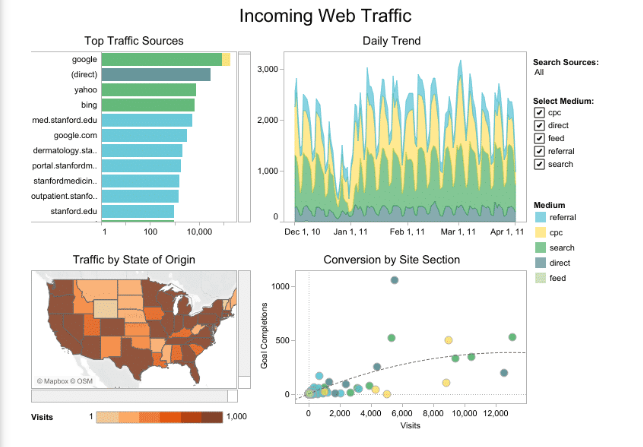 Incoming Web Traffic
Top Traffic Sources
google
(direct)
yahoo
bing
med.stanford.edu
google.com
dermatology.sta..
portal.stanfordm..
stanfordmedicin..
outpatient.stanfo..
stanford.edu
1 100 10,000
Daily Trend
3,000
2,000
1,000
0
Dec 1, 10 Jan 1, 11 Feb 1, 11 Mar 1, 11 Apr 1, 11
Search Sources:
All
Select Medium:
cpc
direct
feed
referral
search
Medium
referral
cpc
search
direct
feed
Traffic by State of Origin
© Mapbox © OSM
Visits 1 1,000
Conversion by Site Section
Goal Completions
1000
500
0
0 2,000 4,000 6,000 8,000 10,000 12,000
Visits